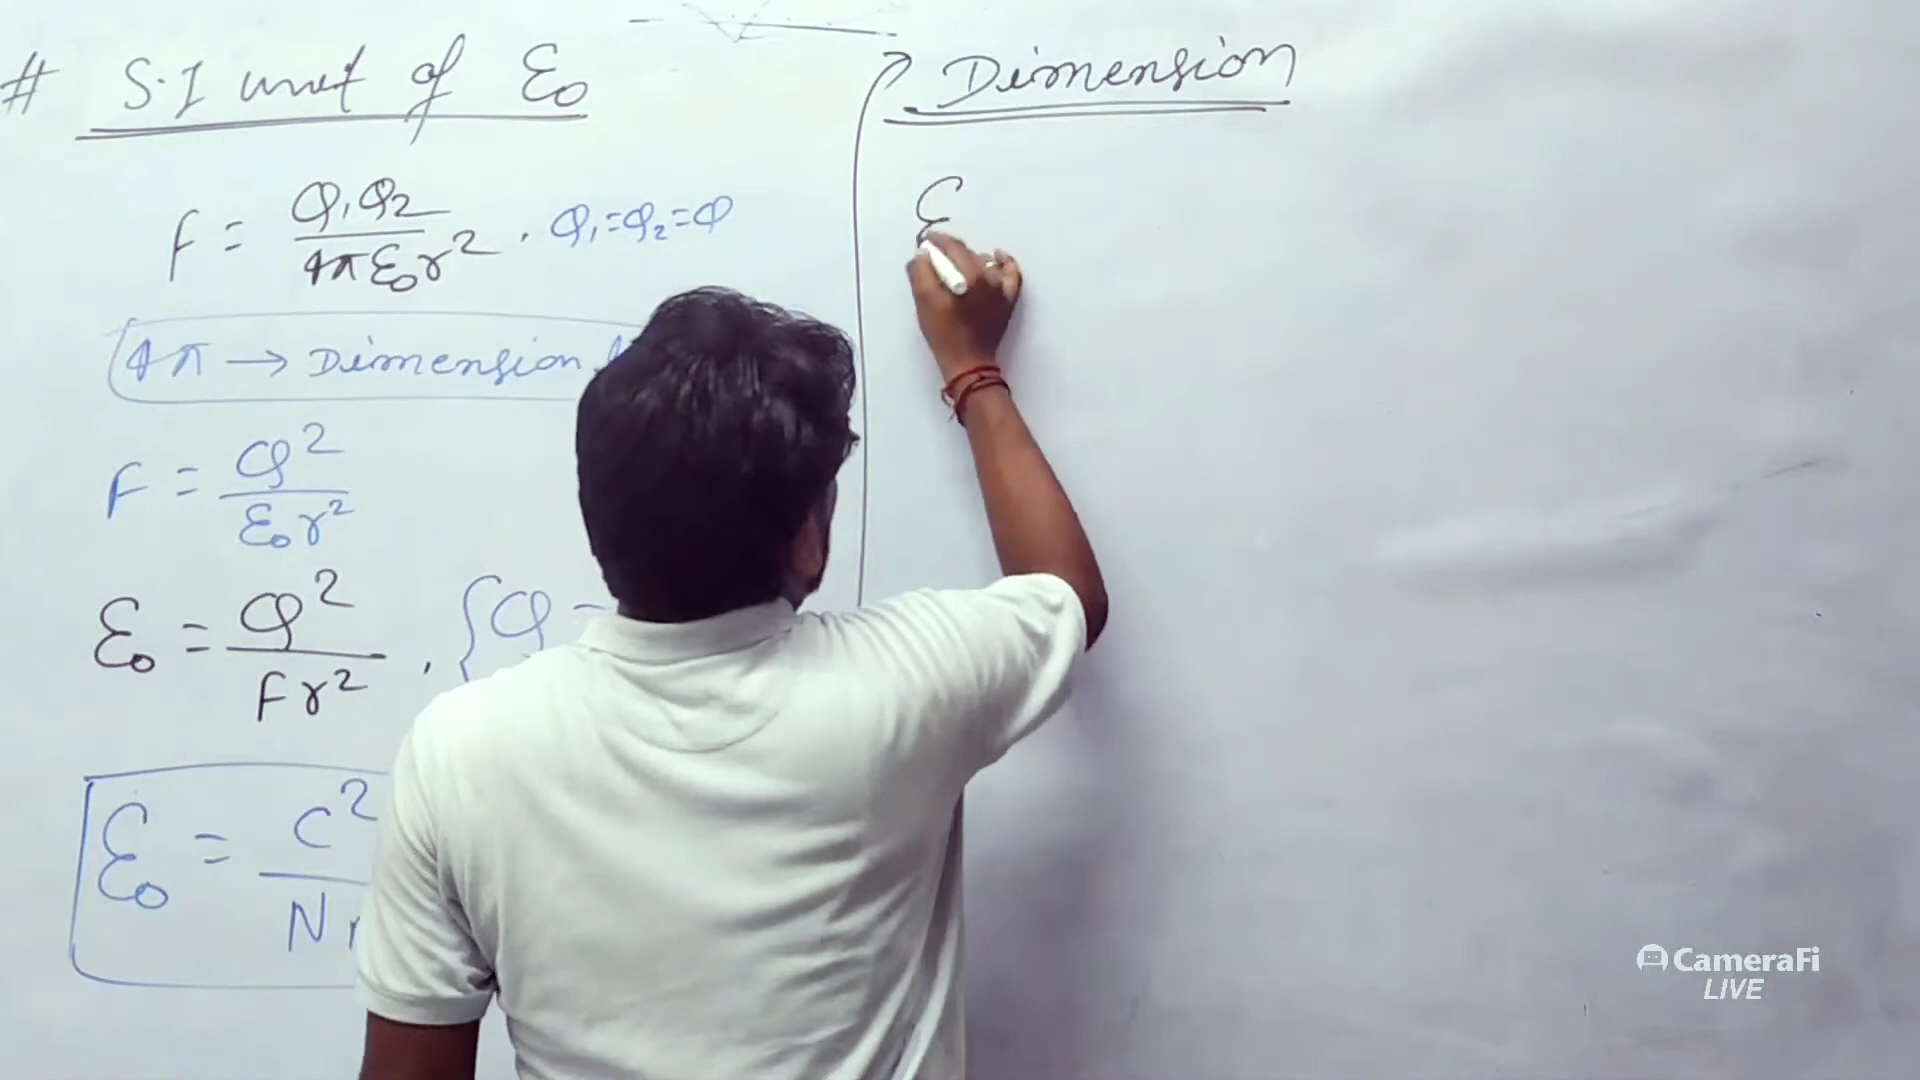 # S.I unit of ε₀
F = Q₁Q₂ / 4πε₀r² . Q₁=Q₂=Q
4π → Dimension
F = Q² / ε₀r²
ε₀ = Q² / Fr² , {Q =
ε₀ = C² / N
Dimension
ε
CameraFi
LIVE